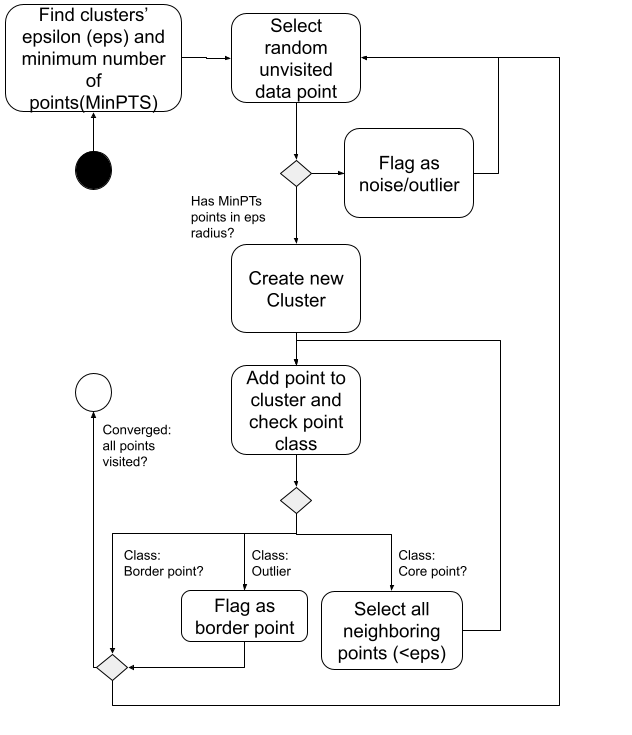 Find clusters'
epsilon (eps) and
minimum number
of
points(MinPTS)
Select
random
unvisited
data point
Flag as
noise/outlier
Has MinPTs
points in eps
radius?
Create new
Cluster
Add point to
cluster and
check point
class
Converged:
all points
visited?
Class:
Border point?
Class:
Outlier
Class:
Core point?
Flag as
border point
Select all
neighboring
points (<eps)